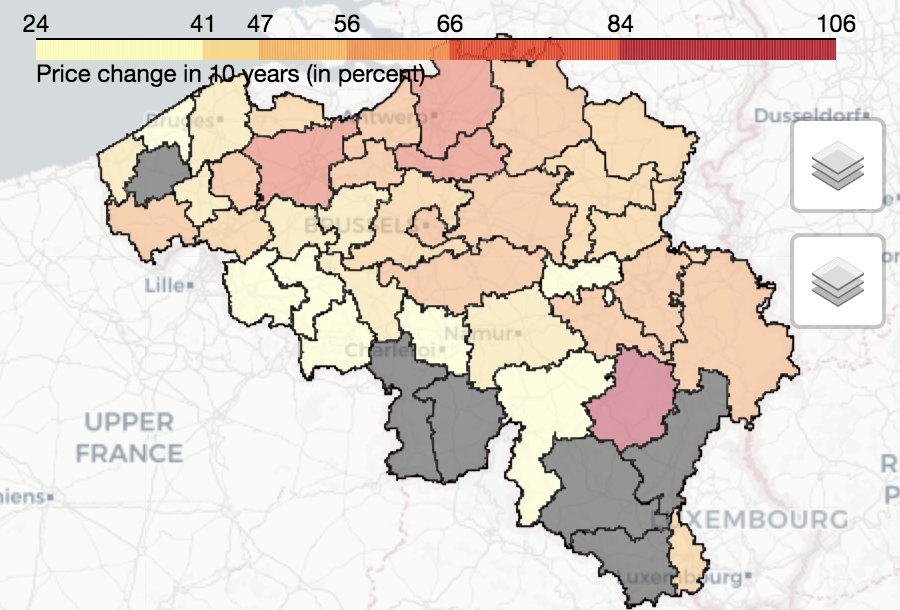 24 41 47 56 66 84 106
Price change in 10 years (in percent)
Bruges
Antwerp
Dusseldorf
BRUSSELS
Lille
Namur
Charleroi
UPPER
FRANCE
iens
LUXEMBOURG
Luxembourg